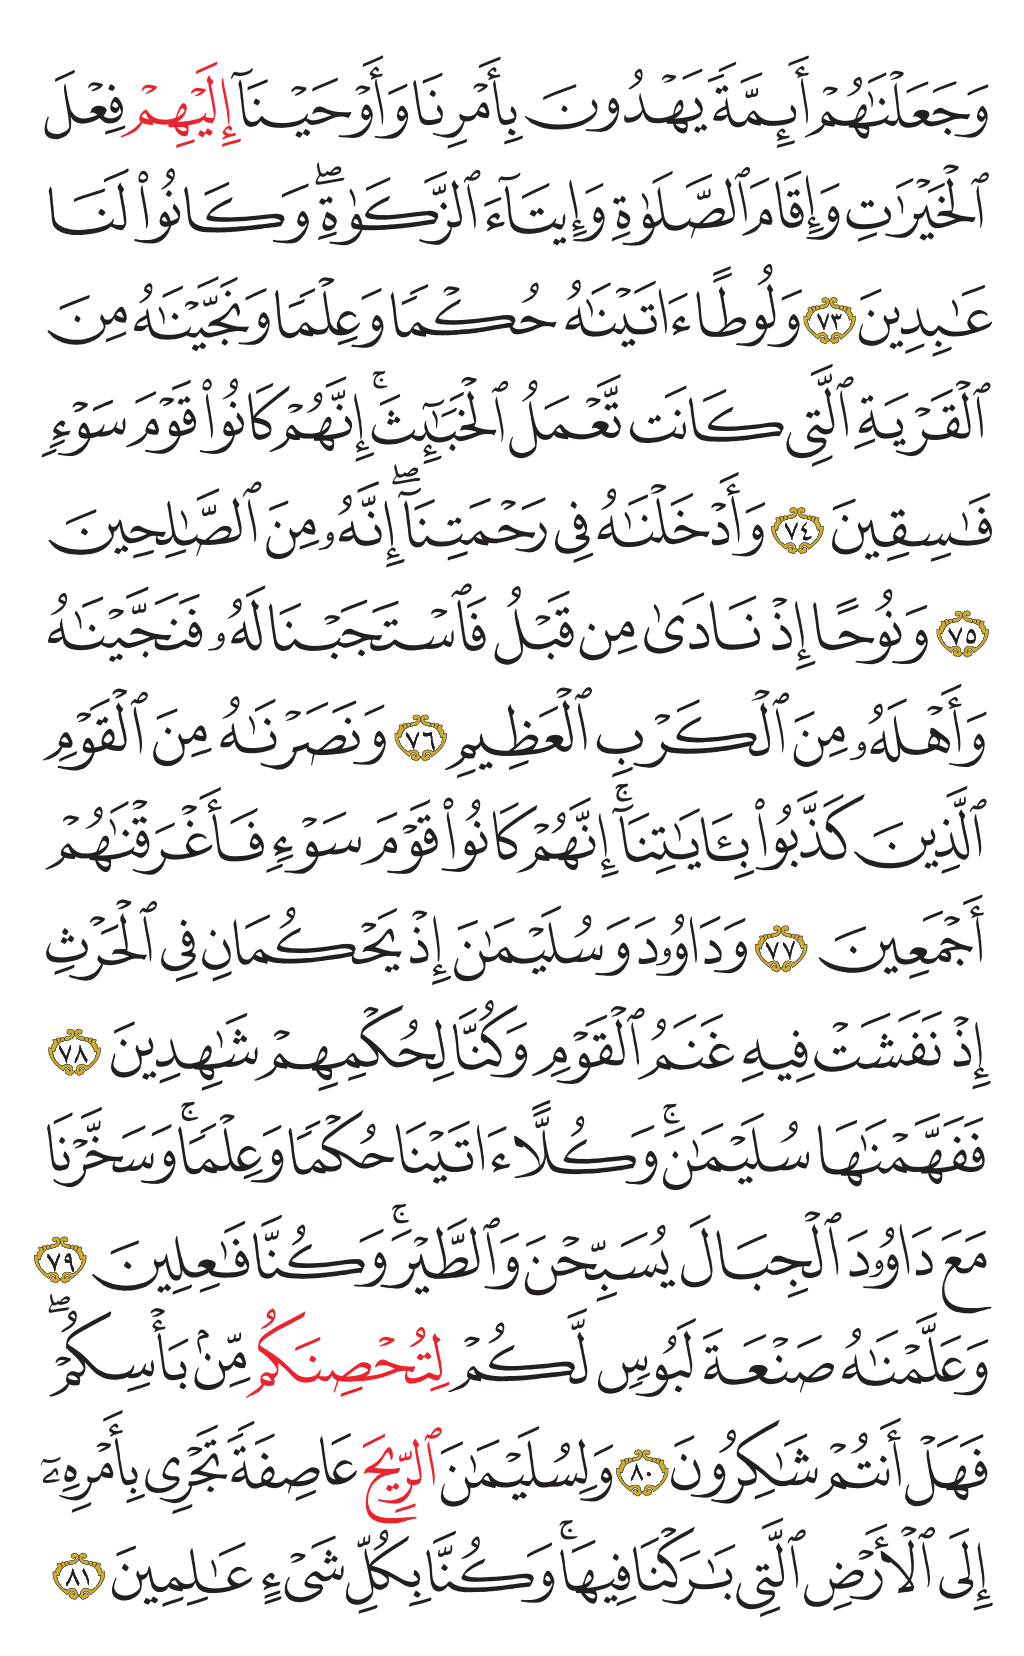 وَجَعَلْنَٰهُمْ أَئِمَّةً يَهْدُونَ بِأَمْرِنَا وَأَوْحَيْنَآ إِلَيْهِمْ فِعْلَ
ٱلْخَيْرَٰتِ وَإِقَامَ ٱلصَّلَوٰةِ وَإِيتَآءَ ٱلزَّكَوٰةِۖ وَكَانُوا۟ لَنَا
عَٰبِدِينَ ٧٣ وَلُوطًا ءَاتَيْنَٰهُ حُكْمًا وَعِلْمًا وَنَجَّيْنَٰهُ مِنَ
ٱلْقَرْيَةِ ٱلَّتِى كَانَت تَّعْمَلُ ٱلْخَبَٰٓئِثَۚ إِنَّهُمْ كَانُوا۟ قَوْمَ سَوْءٍ
فَٰسِقِينَ ٧٤ وَأَدْخَلْنَٰهُ فِى رَحْمَتِنَآۖ إِنَّهُۥ مِنَ ٱلصَّٰلِحِينَ
٧٥ وَنُوحًا إِذْ نَادَىٰ مِن قَبْلُ فَٱسْتَجَبْنَا لَهُۥ فَنَجَّيْنَٰهُ
وَأَهْلَهُۥ مِنَ ٱلْكَرْبِ ٱلْعَظِيمِ ٧٦ وَنَصَرْنَٰهُ مِنَ ٱلْقَوْمِ
ٱلَّذِينَ كَذَّبُوا۟ بِـَٔايَٰتِنَآۚ إِنَّهُمْ كَانُوا۟ قَوْمَ سَوْءٍ فَأَغْرَقْنَٰهُمْ
أَجْمَعِينَ ٧٧ وَدَاوُۥدَ وَسُلَيْمَٰنَ إِذْ يَحْكُمَانِ فِى ٱلْحَرْثِ
إِذْ نَفَشَتْ فِيهِ غَنَمُ ٱلْقَوْمِ وَكُنَّا لِحُكْمِهِمْ شَٰهِدِينَ ٧٨
فَفَهَّمْنَٰهَا سُلَيْمَٰنَۚ وَكُلًّا ءَاتَيْنَا حُكْمًا وَعِلْمًاۚ وَسَخَّرْنَا
مَعَ دَاوُۥدَ ٱلْجِبَالَ يُسَبِّحْنَ وَٱلطَّيْرَۚ وَكُنَّا فَٰعِلِينَ ٧٩
وَعَلَّمْنَٰهُ صَنْعَةَ لَبُوسٍ لَّكُمْ لِتُحْصِنَكُم مِّنۢ بَأْسِكُمْۖ
فَهَلْ أَنتُمْ شَٰكِرُونَ ٨٠ وَلِسُلَيْمَٰنَ ٱلرِّيحَ عَاصِفَةً تَجْرِى بِأَمْرِهِۦٓ
إِلَى ٱلْأَرْضِ ٱلَّتِى بَٰرَكْنَا فِيهَاۚ وَكُنَّا بِكُلِّ شَىْءٍ عَٰلِمِينَ ٨١